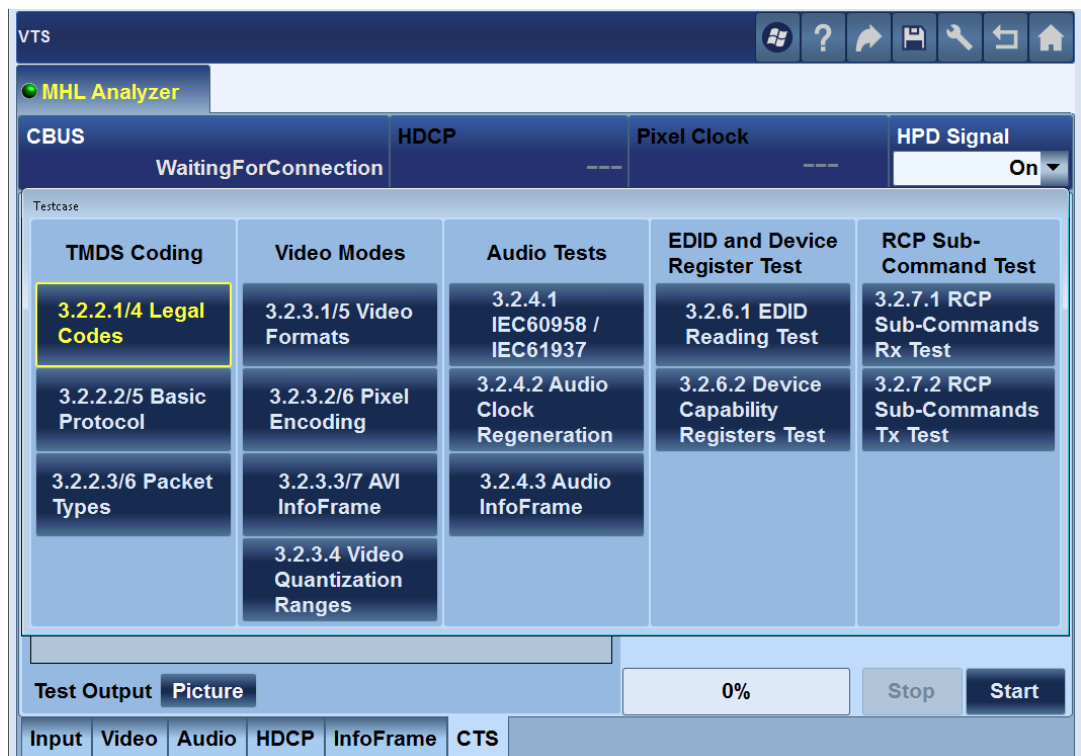 VTS
?
MHL Analyzer
CBUS
WaitingForConnection
HDCP
---
Pixel Clock
---
HPD Signal
On
Testcase
TMDS Coding
3.2.2.1/4 Legal
Codes
3.2.2.2/5 Basic
Protocol
3.2.2.3/6 Packet
Types
Video Modes
3.2.3.1/5 Video
Formats
3.2.3.2/6 Pixel
Encoding
3.2.3.3/7 AVI
InfoFrame
3.2.3.4 Video
Quantization
Ranges
Audio Tests
3.2.4.1
IEC60958 /
IEC61937
3.2.4.2 Audio
Clock
Regeneration
3.2.4.3 Audio
InfoFrame
EDID and Device
Register Test
3.2.6.1 EDID
Reading Test
3.2.6.2 Device
Capability
Registers Test
RCP Sub-
Command Test
3.2.7.1 RCP
Sub-Commands
Rx Test
3.2.7.2 RCP
Sub-Commands
Tx Test
Test Output Picture
0%
Stop
Start
Input Video Audio HDCP InfoFrame CTS